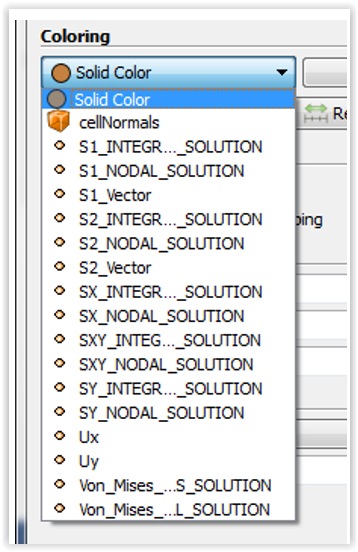 Coloring
Solid Color
Solid Color
cellNormals
Re
S1_INTEGR..._SOLUTION
S1_NODAL_SOLUTION
S1_Vector
S2_INTEGR..._SOLUTION
ping
S2_NODAL_SOLUTION
S2_Vector
SX_INTEGR..._SOLUTION
SX_NODAL_SOLUTION
SXY_INTEG..._SOLUTION
SXY_NODAL_SOLUTION
SY_INTEGR..._SOLUTION
SY_NODAL_SOLUTION
Ux
Uy
Von_Mises_...S_SOLUTION
Von_Mises_...L_SOLUTION